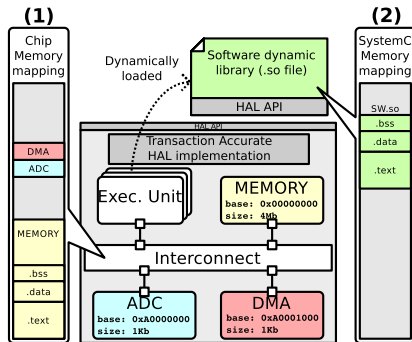 (1)
Chip
Memory
mapping
DMA
ADC
MEMORY
.bss
.data
.text
Dynamically
loaded
Software dynamic
library (.so file)
HAL API
HAL API
Transaction Accurate
HAL implementation
Exec. Unit
MEMORY
base: 0x00000000
size: 4Mb
Interconnect
ADC
base: 0xA0000000
size: 1Kb
DMA
base: 0xA0001000
size: 1Kb
(2)
SystemC
Memory
mapping
SW.so
.bss
.data
.text